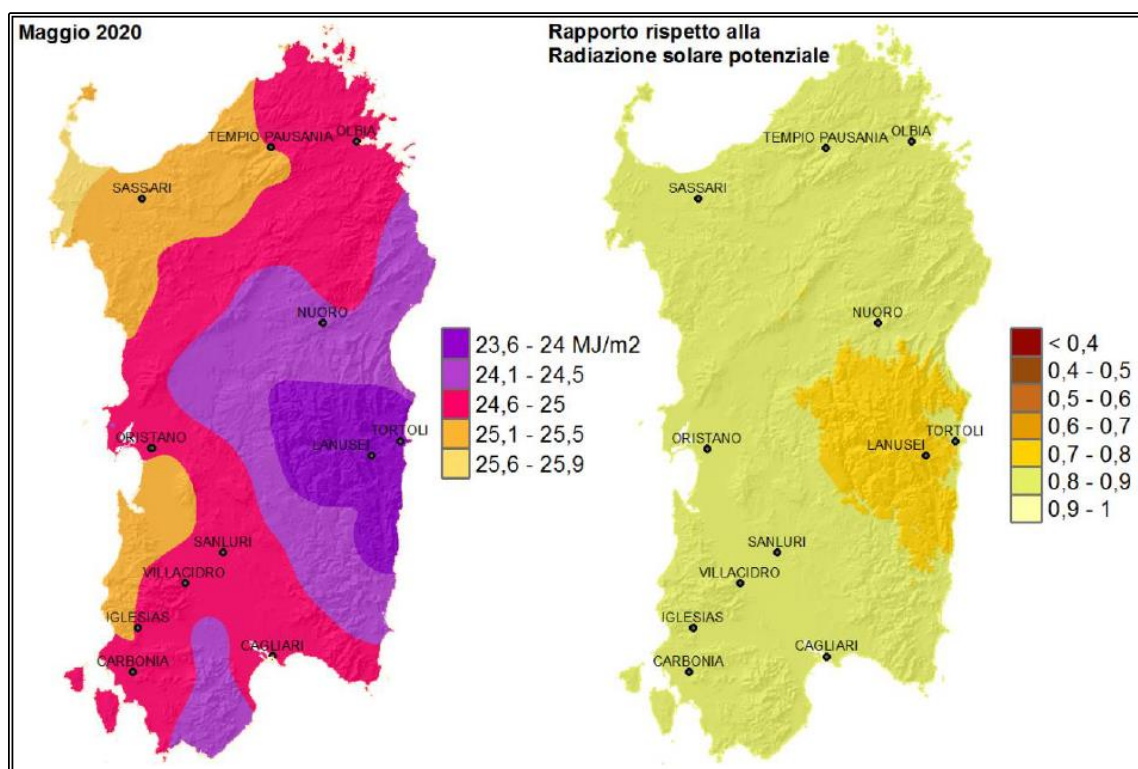 Maggio 2020
TEMPIO PAUSANIA
OLBIA
SASSARI
NUORO
ORISTANO
TORTOLI
LANUSEI
SANLURI
VILLACIDRO
IGLESIAS
CAGLIARI
CARBONIA
23,6 - 24 MJ/m2
24,1 - 24,5
24,6 - 25
25,1 - 25,5
25,6 - 25,9
Rapporto rispetto alla
Radiazione solare potenziale
TEMPIO PAUSANIA
OLBIA
SASSARI
NUORO
ORISTANO
TORTOLI
LANUSEI
SANLURI
VILLACIDRO
IGLESIAS
CAGLIARI
CARBONIA
< 0,4
0,4 - 0,5
0,5 - 0,6
0,6 - 0,7
0,7 - 0,8
0,8 - 0,9
0,9 - 1